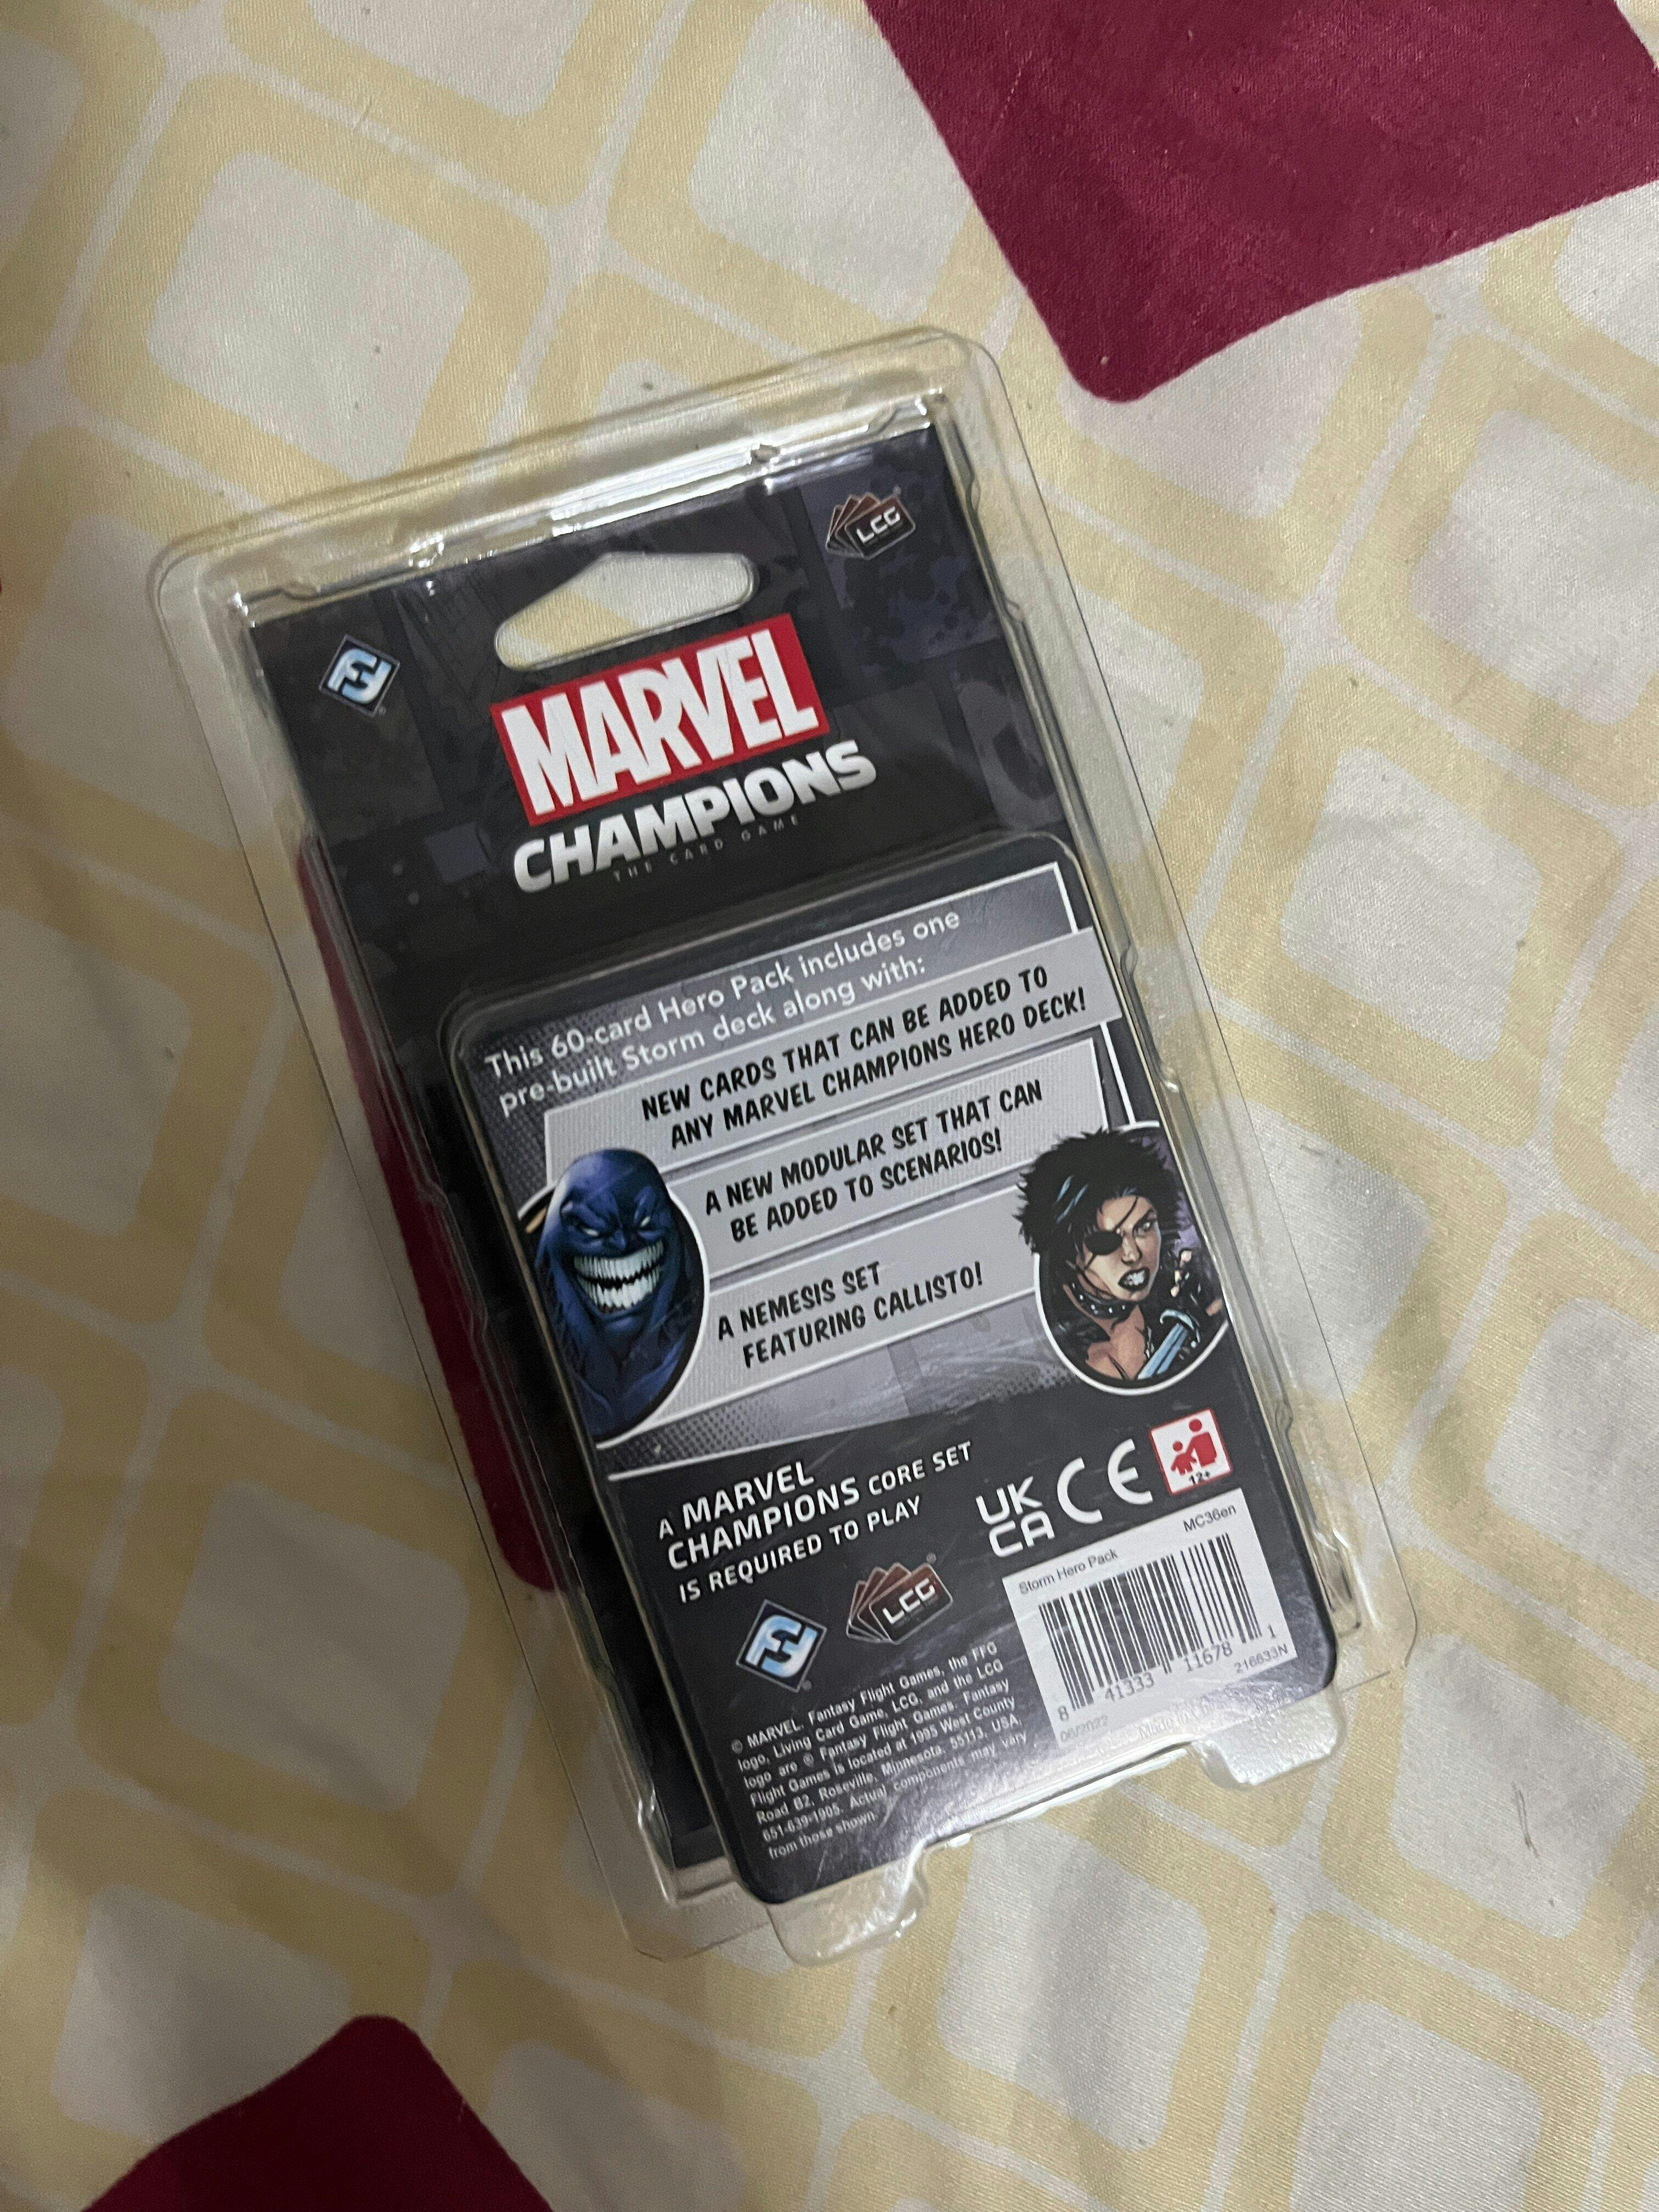 LCG
MARVEL
CHAMPIONS
THE CARD GAME
This 60-card Hero Pack includes one
pre-built Storm deck along with:
NEW CARDS THAT CAN BE ADDED TO
ANY MARVEL CHAMPIONS HERO DECK!
A NEW MODULAR SET THAT CAN
BE ADDED TO SCENARIOS!
A NEMESIS SET
FEATURING CALLISTO!
A MARVEL
CHAMPIONS CORE SET
IS REQUIRED TO PLAY
UK
CA
CE
12+
LCG
Storm Hero Pack MC36en
8 41333 11678 1
216633N
06/2022 Made in
© MARVEL. Fantasy Flight Games, the FFG
logo, Living Card Game, LCG, and the LCG
logo are ® Fantasy Flight Games. Fantasy
Flight Games is located at 1995 West County
Road B2, Roseville, Minnesota, 55113, USA,
651-639-1905. Actual components may vary
from those shown.